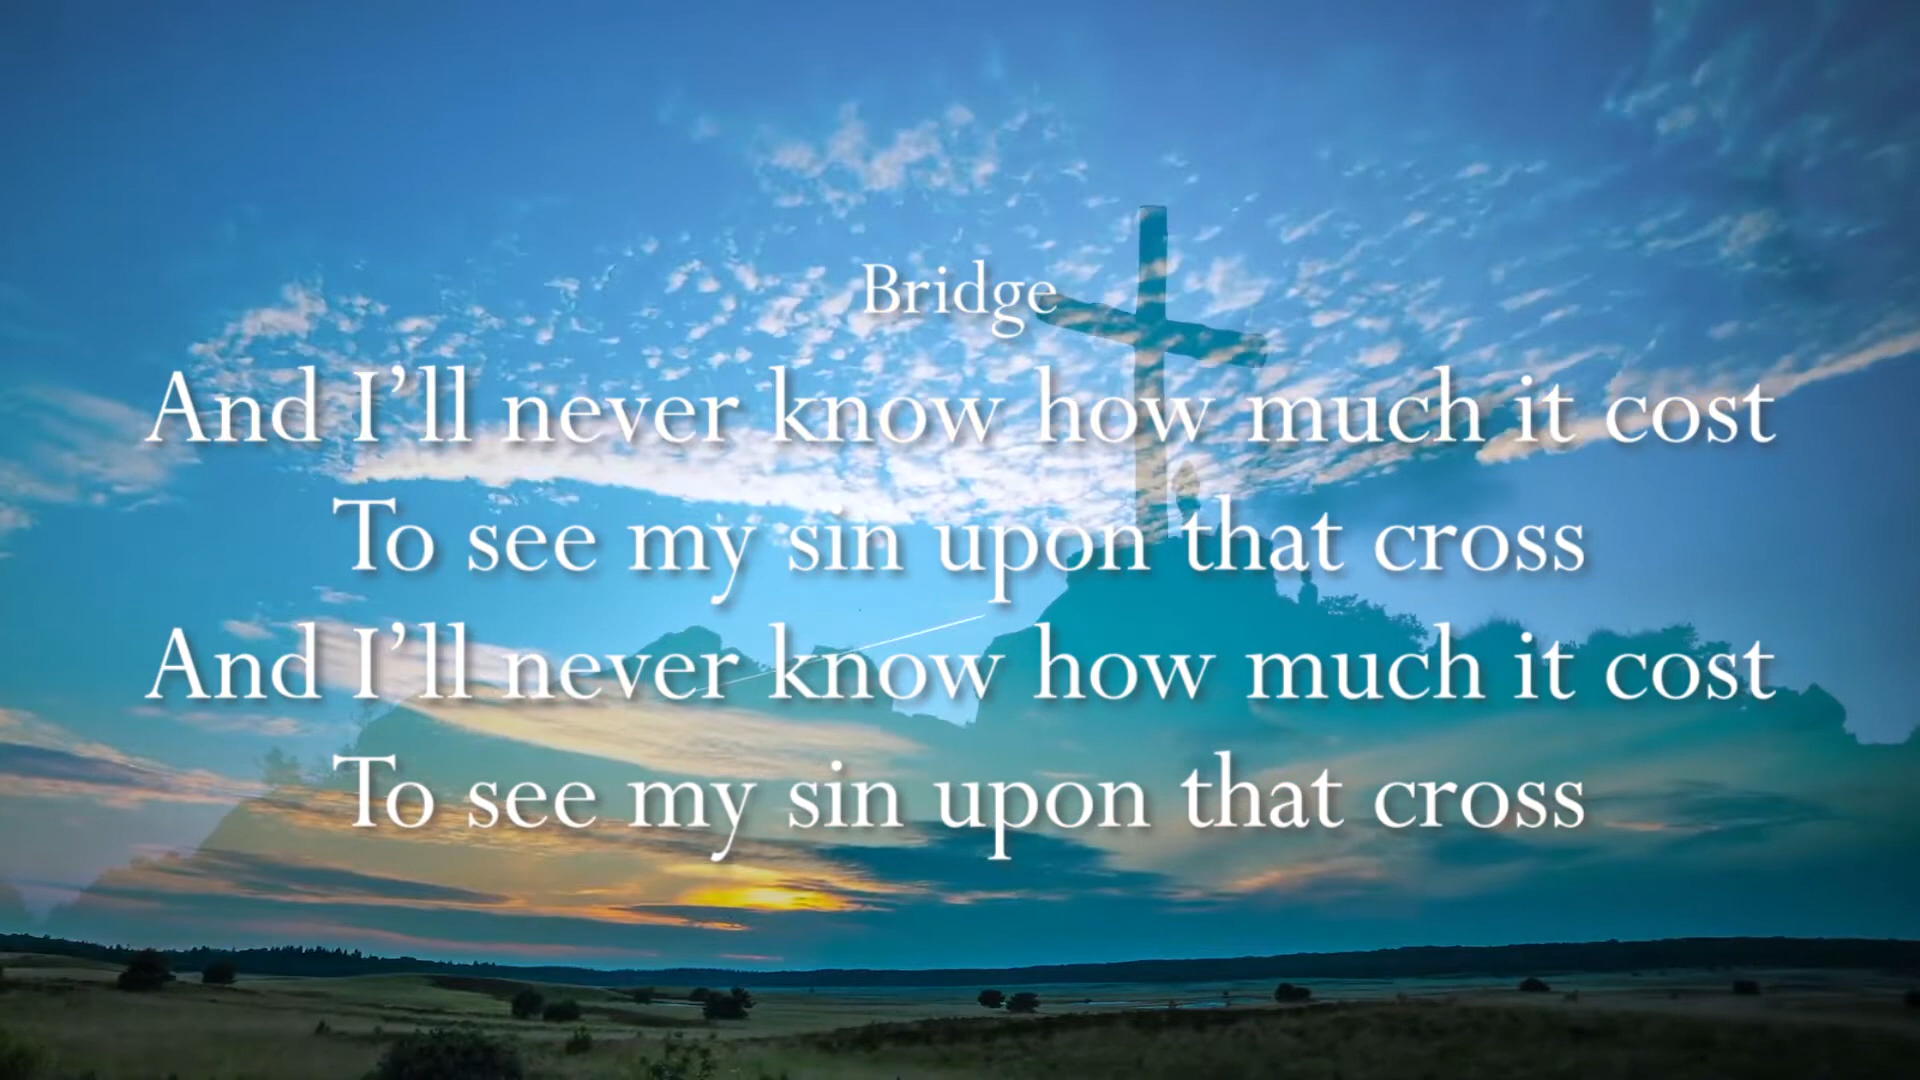 Bridge
And I’ll never know how much it cost
To see my sin upon that cross
And I’ll never know how much it cost
To see my sin upon that cross